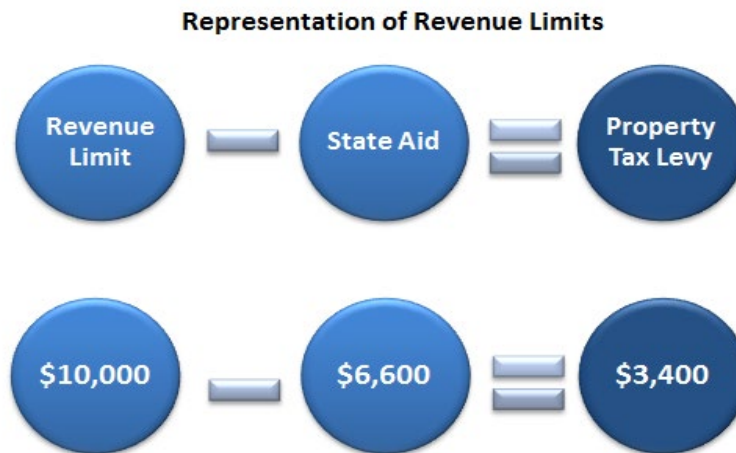 Representation of Revenue Limits
Revenue
Limit
State Aid
Property
Tax Levy
$10,000
$6,600
$3,400